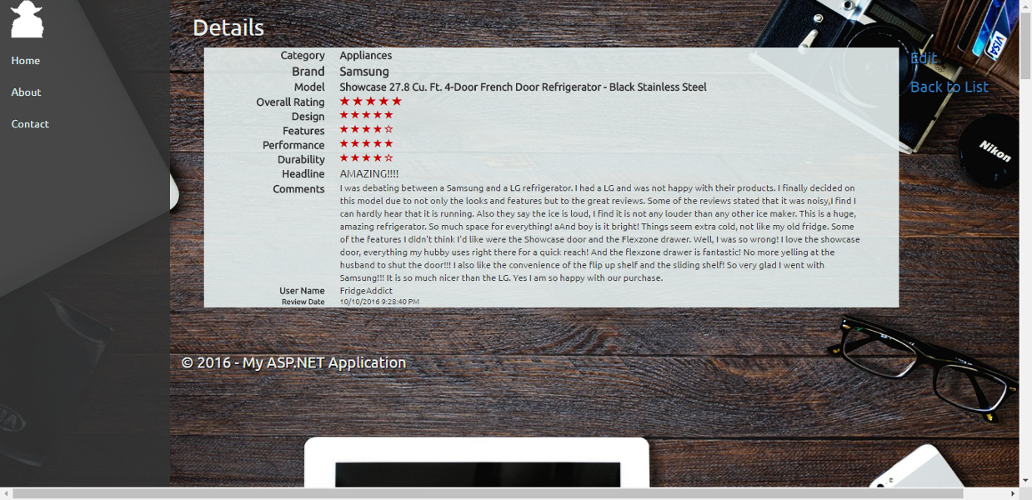 Details
Home
About
Contact
Category Appliances
Brand Samsung
Model Showcase 27.8 Cu. Ft. 4-Door French Door Refrigerator - Black Stainless Steel
Overall Rating ★ ★ ★ ★ ★
Design ★ ★ ★ ★ ★
Features ★ ★ ★ ★ ☆
Performance ★ ★ ★ ★ ★
Durability ★ ★ ★ ★ ☆
Headline AMAZING!!!!
Comments I was debating between a Samsung and a LG refrigerator. I had a LG and was not happy with their products. I finally decided on
this model due to not only the looks and features but to the great reviews. Some of the reviews stated that it was noisy,I find I
can hardly hear that it is running. Also they say the ice is loud, I find it is not any louder than any other ice maker. This is a huge,
amazing refrigerator. So much space for everything! aAnd boy is it bright! Things seem extra cold, not like my old fridge. Some
of the features I didn't think I'd like were the Showcase door and the Flexzone drawer. Well, I was so wrong! I love the showcase
door, everything my hubby uses right there for a quick reach! And the flexzone drawer is fantastic! No more yelling at the
husband to shut the door!!! I also like the convenience of the flip up shelf and the sliding shelf! So very glad I went with
Samsung!!! It is so much nicer than the LG. Yes I am so happy with our purchase.
User Name FridgeAddict
Review Date 10/10/2016 9:28:40 PM
Edit
Back to List
Nikon
© 2016 - My ASP.NET Application